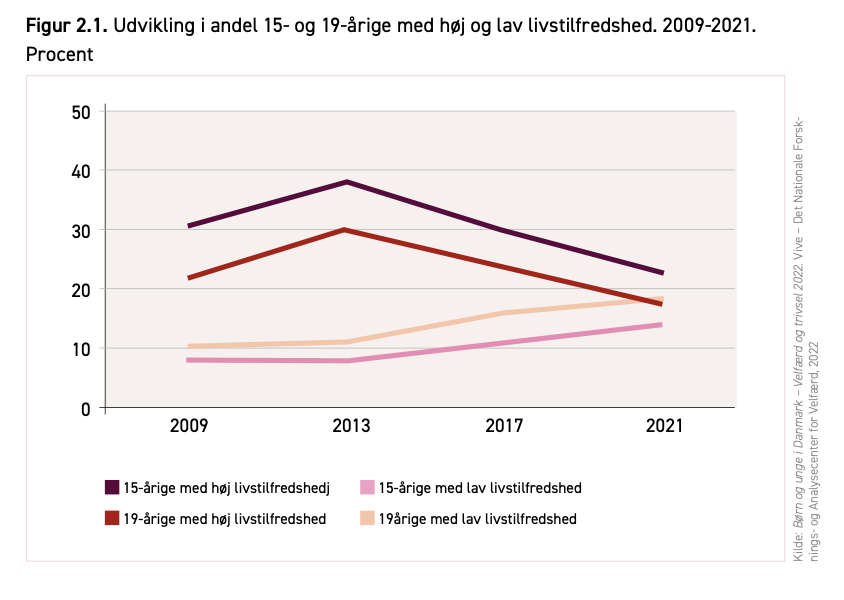 Figur 2.1. Udvikling i andel 15- og 19-årige med høj og lav livstilfredshed. 2009-2021.
Procent
50
40
30
20
10
0
2009 2013 2017 2021
15-årige med høj livstilfredshedj
15-årige med lav livstilfredshed
19-årige med høj livstilfredshed
19årige med lav livstilfredshed
Kilde: Børn og unge i Danmark – Velfærd og trivsel 2022. Vive – Det Nationale Forsk-
nings- og Analysecenter for Velfærd, 2022